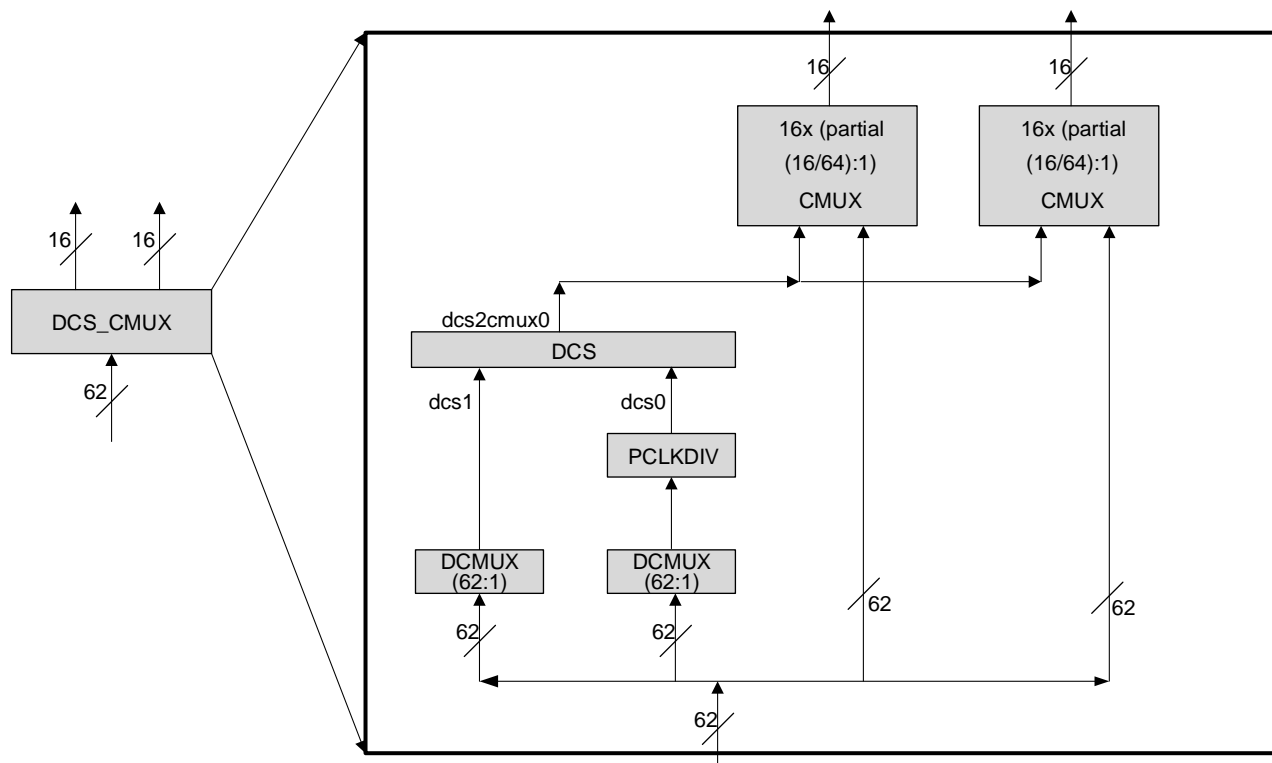 16
16
16x (partial
(16/64):1)
CMUX
16x (partial
(16/64):1)
CMUX
16
16
DCS_CMUX
62
dcs2cmux0
DCS
dcs1
dcs0
PCLKDIV
DCMUX
(62:1)
DCMUX
(62:1)
62
62
62
62
62